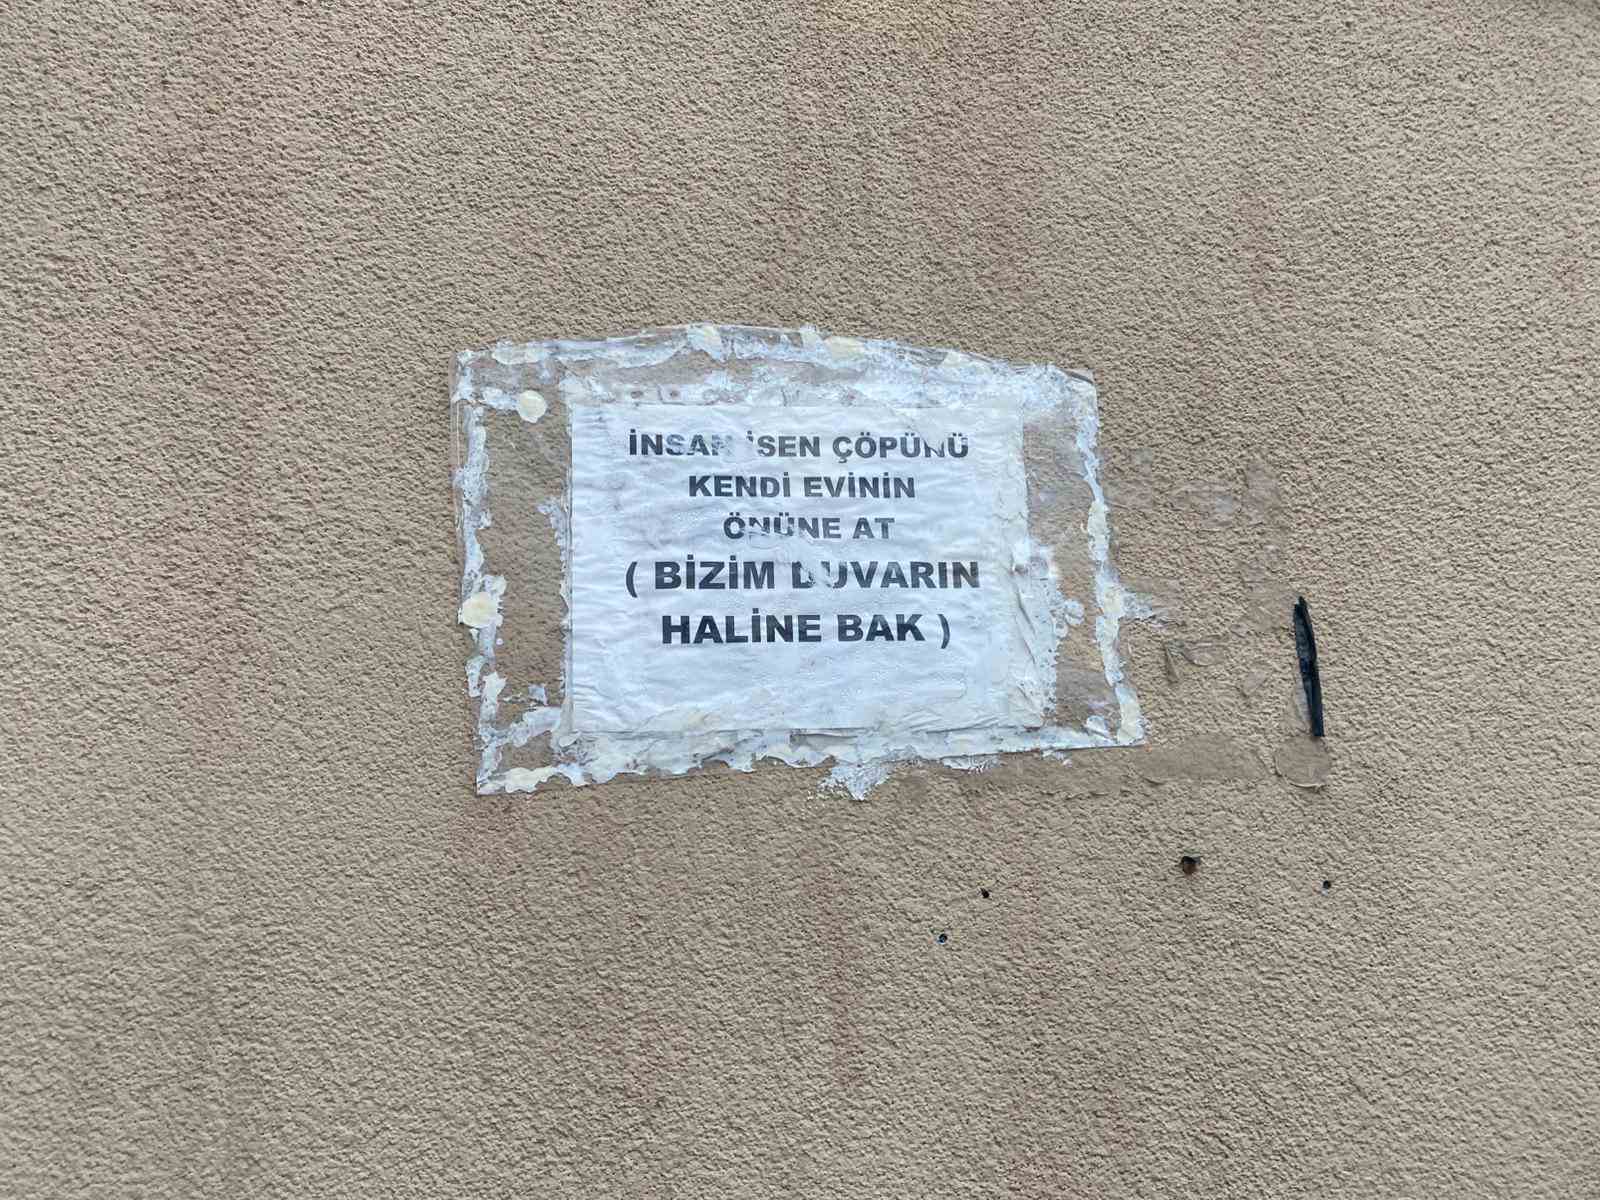 İNSAN İSEN ÇÖPÜNÜ
KENDİ EVİNİN
ÖNÜNE AT
( BİZİM DUVARIN
HALİNE BAK )